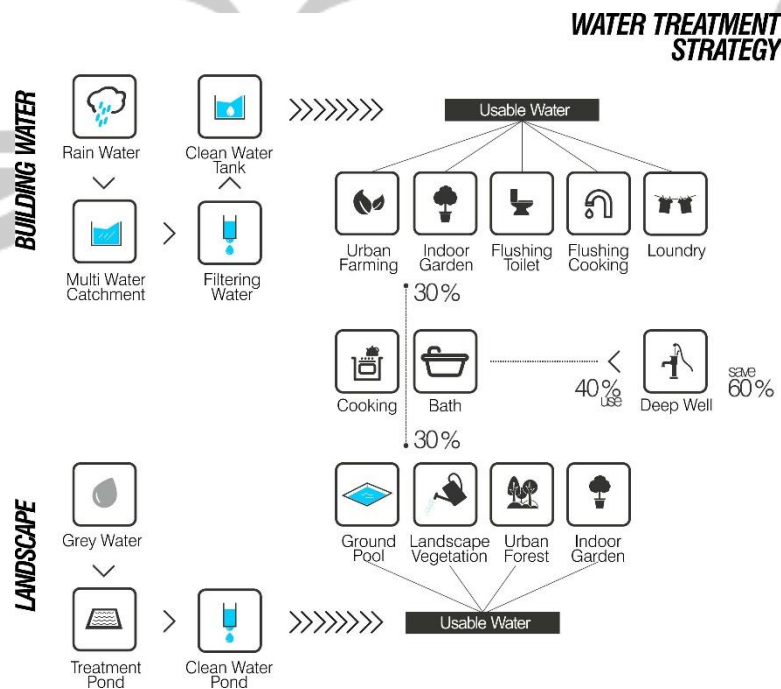 WATER TREATMENT
STRATEGY
BUILDING WATER
Rain Water
Clean Water
Tank
Usable Water
Multi Water
Catchment
Filtering
Water
Urban
Farming
Indoor
Garden
Flushing
Toilet
Flushing
Cooking
Loundry
30%
Cooking
Bath
40%
use
Deep Well
save
60%
30%
LANDSCAPE
Grey Water
Ground
Pool
Landscape
Vegetation
Urban
Forest
Indoor
Garden
Usable Water
Treatment
Pond
Clean Water
Pond